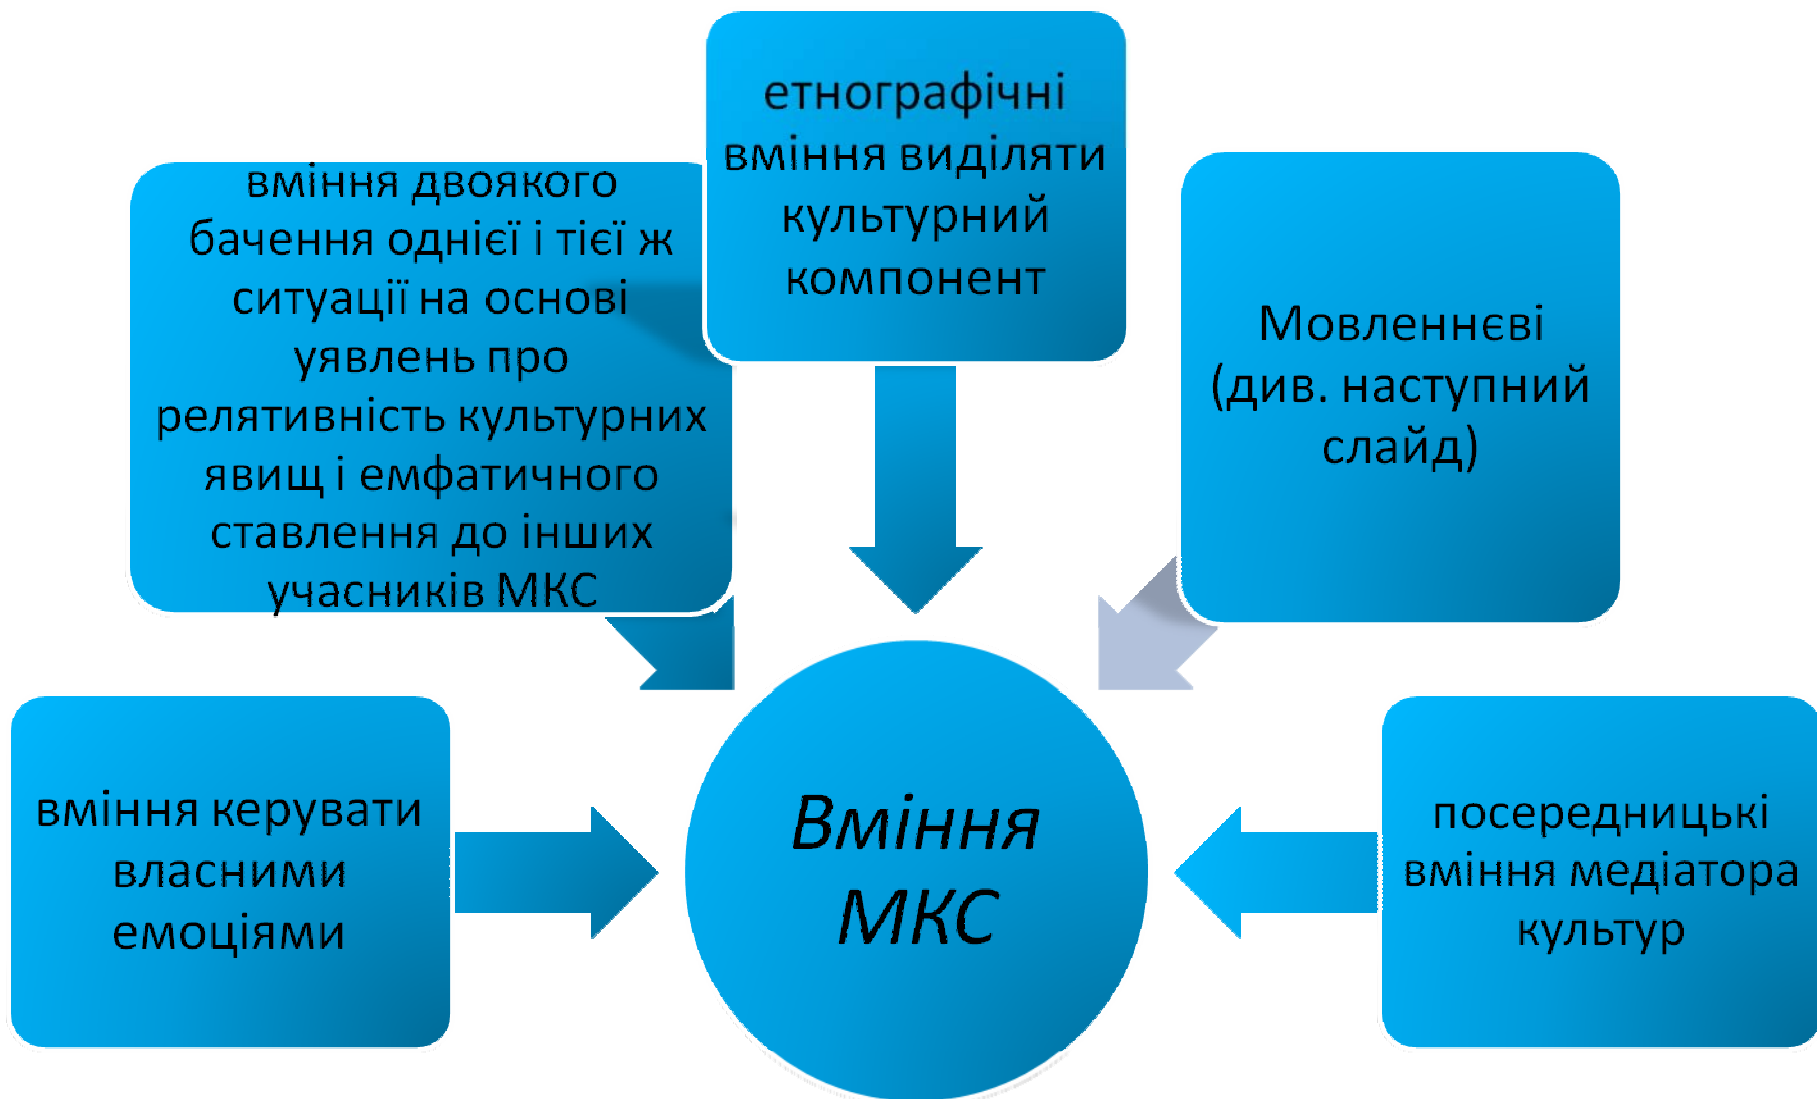 етнографічні
вміння виділяти
культурний
компонент
вміння двоякого
бачення однієї і тієї ж
ситуації на основі
уявлень про
релятивність культурних
явищ і емфатичного
ставлення до інших
учасників МКС
Мовленнєві
(див. наступний
слайд)
вміння керувати
власними
емоціями
Вміння
МКС
посередницькі
вміння медіатора
культур